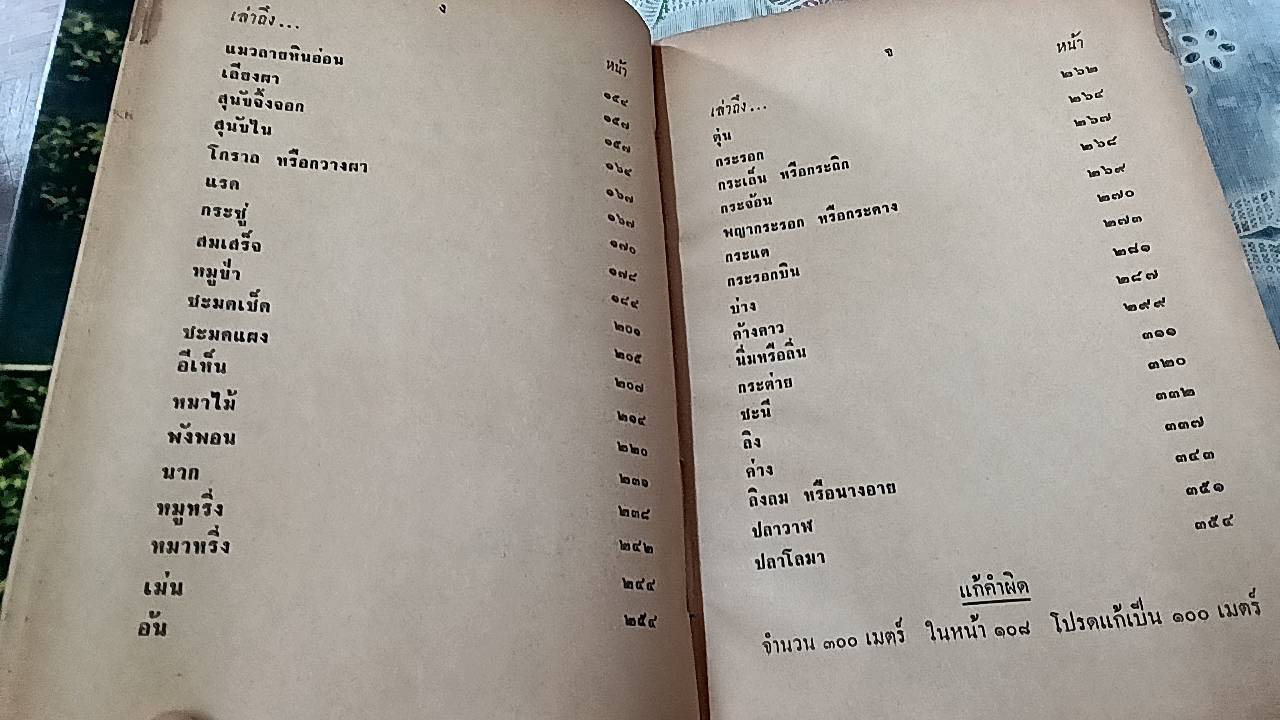 ง
เล่าถึง...
หน้า
แมวลายหินอ่อน ๑๕๔
เลียงผา ๑๕๗
สุนัขจิ้งจอก ๑๕๗
สุนัขใน ๑๖๔
โกราล หรือกวางผา ๑๖๗
แรด ๑๖๗
กระซู่ ๑๗๐
สมเสร็จ ๑๗๔
หมูป่า ๑๘๔
ชะมดเช็ด ๒๐๑
ชะมดแผง ๒๐๕
อีเห็น ๒๐๗
หมาไม้ ๒๑๔
พังพอน ๒๒๐
นาก ๒๓๑
หมูหริ่ง ๒๓๘
หมาหริ่ง ๒๔๒
เม่น ๒๔๔
อ้น ๒๕๔
จ
เล่าถึง...
หน้า
ตุ่น ๒๖๒
กระรอก ๒๖๔
กระเล็น หรือกระถิก ๒๖๗
กระจ้อน ๒๖๘
พญากระรอก หรือกระดาง ๒๖๙
กระแต ๒๗๐
กระรอกบิน ๒๗๓
บ่าง ๒๘๑
ค้างคาว ๒๘๗
นิ่มหรือลิ่น ๒๙๙
กระต่าย ๓๑๑
ชะนี ๓๒๐
ลิง ๓๓๒
ค่าง ๓๓๗
ลิงลม หรือนางอาย ๓๔๓
ปลาวาฬ ๓๕๑
ปลาโลมา ๓๕๔
แก้คำผิด
จำนวน ๓๐๐ เมตร์ ในหน้า ๑๐๘ โปรดแก้เป็น ๑๐๐ เมตร์